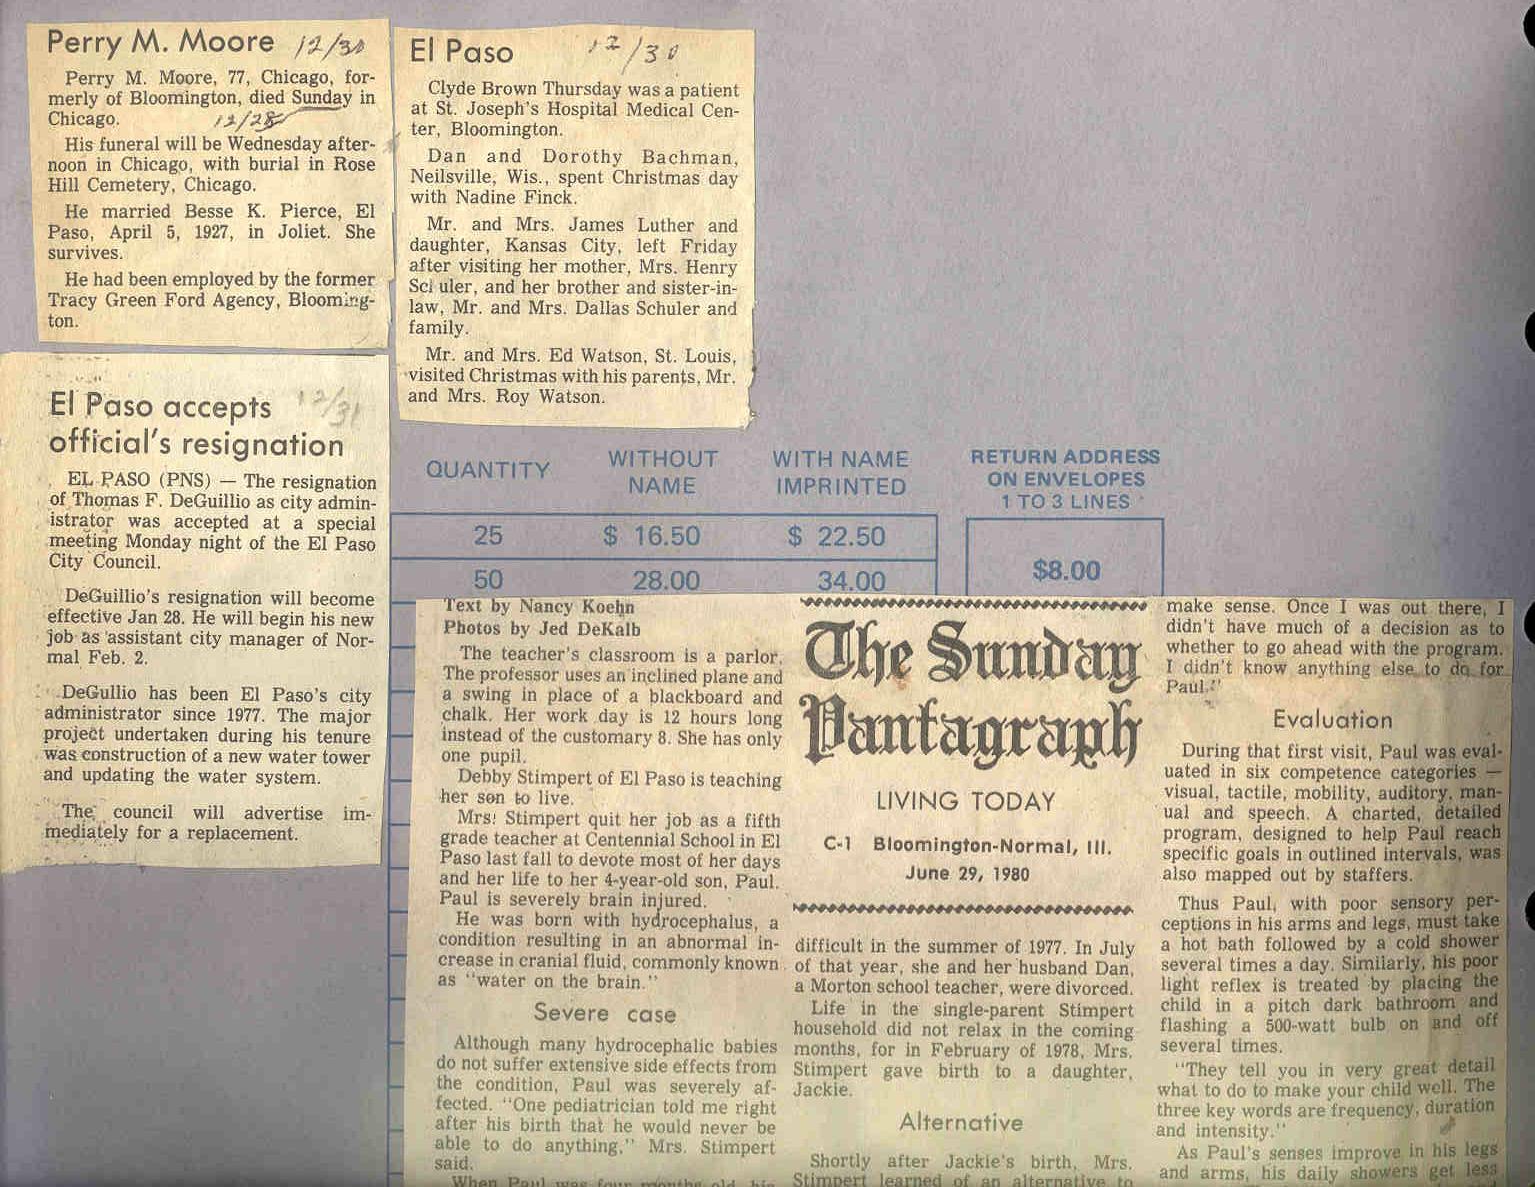 Perry M. Moore 12/30
Perry M. Moore, 77, Chicago, for-
merly of Bloomington, died Sunday in
Chicago. 12/28
His funeral will be Wednesday after-
noon in Chicago, with burial in Rose
Hill Cemetery, Chicago.
He married Besse K. Pierce, El
Paso, April 5, 1927, in Joliet. She
survives.
He had been employed by the former
Tracy Green Ford Agency, Blooming-
ton.
El Paso 12/30
Clyde Brown Thursday was a patient
at St. Joseph's Hospital Medical Cen-
ter, Bloomington.
Dan and Dorothy Bachman,
Neilsville, Wis., spent Christmas day
with Nadine Finck.
Mr. and Mrs. James Luther and
daughter, Kansas City, left Friday
after visiting her mother, Mrs. Henry
Sc uler, and her brother and sister-in-
law, Mr. and Mrs. Dallas Schuler and
family.
Mr. and Mrs. Ed Watson, St. Louis,
visited Christmas with his parents, Mr.
and Mrs. Roy Watson.
El Paso accepts 12/31
official's resignation
EL PASO (PNS) — The resignation
of Thomas F. DeGuillio as city admin-
istrator was accepted at a special
meeting Monday night of the El Paso
City Council.
DeGuillio's resignation will become
effective Jan 28. He will begin his new
job as assistant city manager of Nor-
mal Feb. 2.
DeGullio has been El Paso's city
administrator since 1977. The major
project undertaken during his tenure
was construction of a new water tower
and updating the water system.
The council will advertise im-
mediately for a replacement.
QUANTITY WITHOUT NAME WITH NAME IMPRINTED
25 $ 16.50 $ 22.50
50 28.00 34.00
RETURN ADDRESS
ON ENVELOPES
1 TO 3 LINES
$8.00
Text by Nancy Koehn
Photos by Jed DeKalb
The teacher's classroom is a parlor.
The professor uses an inclined plane and
a swing in place of a blackboard and
chalk. Her work day is 12 hours long
instead of the customary 8. She has only
one pupil.
Debby Stimpert of El Paso is teaching
her son to live.
Mrs. Stimpert quit her job as a fifth
grade teacher at Centennial School in El
Paso last fall to devote most of her days
and her life to her 4-year-old son, Paul.
Paul is severely brain injured.
He was born with hydrocephalus, a
condition resulting in an abnormal in-
crease in cranial fluid, commonly known
as "water on the brain."
Severe case
Although many hydrocephalic babies
do not suffer extensive side effects from
the condition, Paul was severely af-
fected. "One pediatrician told me right
after his birth that he would never be
able to do anything," Mrs. Stimpert
said.
When Paul was four months old, his
The Sunday
Pantagraph
LIVING TODAY
C-1 Bloomington-Normal, Ill.
June 29, 1980
difficult in the summer of 1977. In July
of that year, she and her husband Dan,
a Morton school teacher, were divorced.
Life in the single-parent Stimpert
household did not relax in the coming
months, for in February of 1978, Mrs.
Stimpert gave birth to a daughter,
Jackie.
Alternative
Shortly after Jackie's birth, Mrs.
Stimpert learned of an alternative to
make sense. Once I was out there, I
didn't have much of a decision as to
whether to go ahead with the program.
I didn't know anything else to do for
Paul."
Evaluation
During that first visit, Paul was eval-
uated in six competence categories —
visual, tactile, mobility, auditory, man-
ual and speech. A charted, detailed
program, designed to help Paul reach
specific goals in outlined intervals, was
also mapped out by staffers.
Thus Paul, with poor sensory per-
ceptions in his arms and legs, must take
a hot bath followed by a cold shower
several times a day. Similarly, his poor
light reflex is treated by placing the
child in a pitch dark bathroom and
flashing a 500-watt bulb on and off
several times.
"They tell you in very great detail
what to do to make your child well. The
three key words are frequency, duration
and intensity."
As Paul's senses improve in his legs
and arms, his daily showers get less